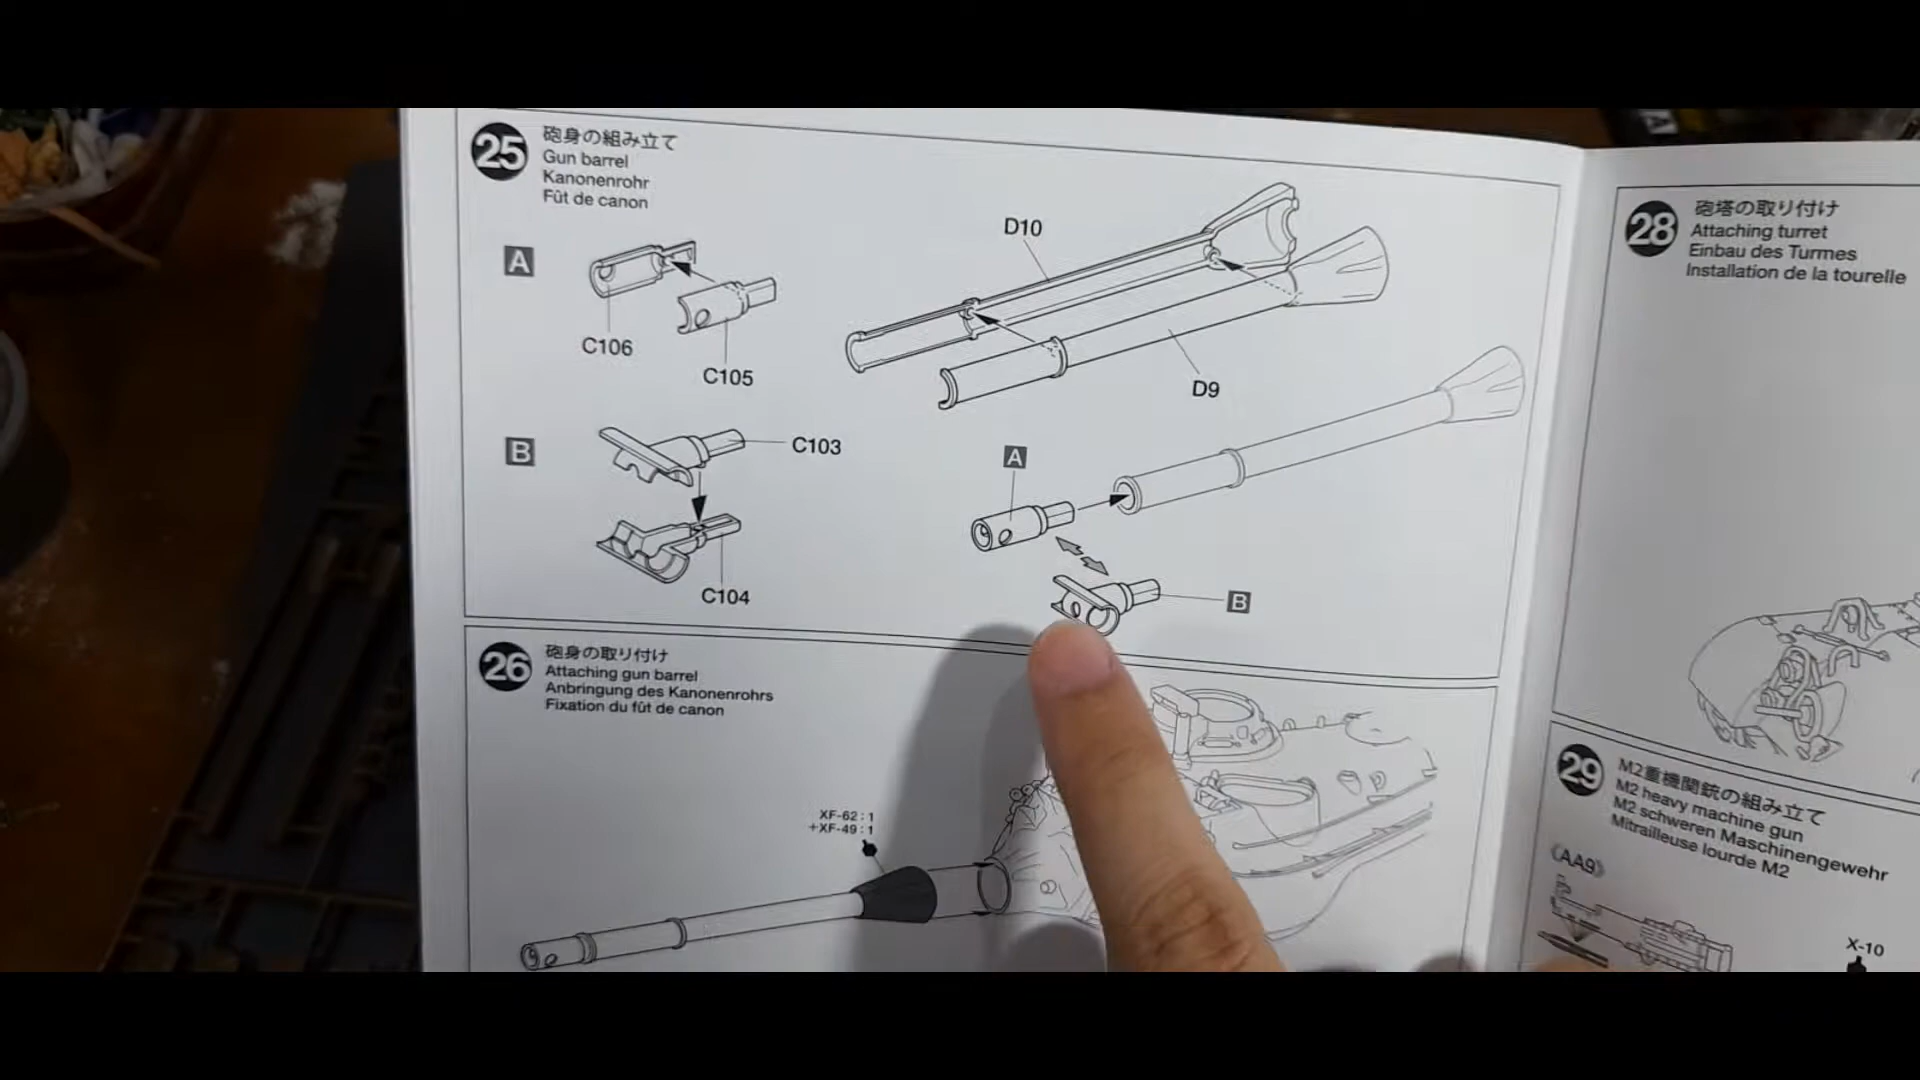 25
砲身の組み立て
Gun barrel
Kanonenrohr
Fût de canon
A
C106
C105
D10
D9
B
C103
C104
A
B
26
砲身の取り付け
Attaching gun barrel
Anbringung des Kanonenrohrs
Fixation du fût de canon
XF-62 : 1
+XF-49 : 1
28
砲塔の取り付け
Attaching turret
Einbau des Turmes
Installation de la tourelle
29
M2重機関銃の組み立て
M2 heavy machine gun
M2 schweren Maschinengewehr
Mitrailleuse lourde M2
《AA9》
X-10